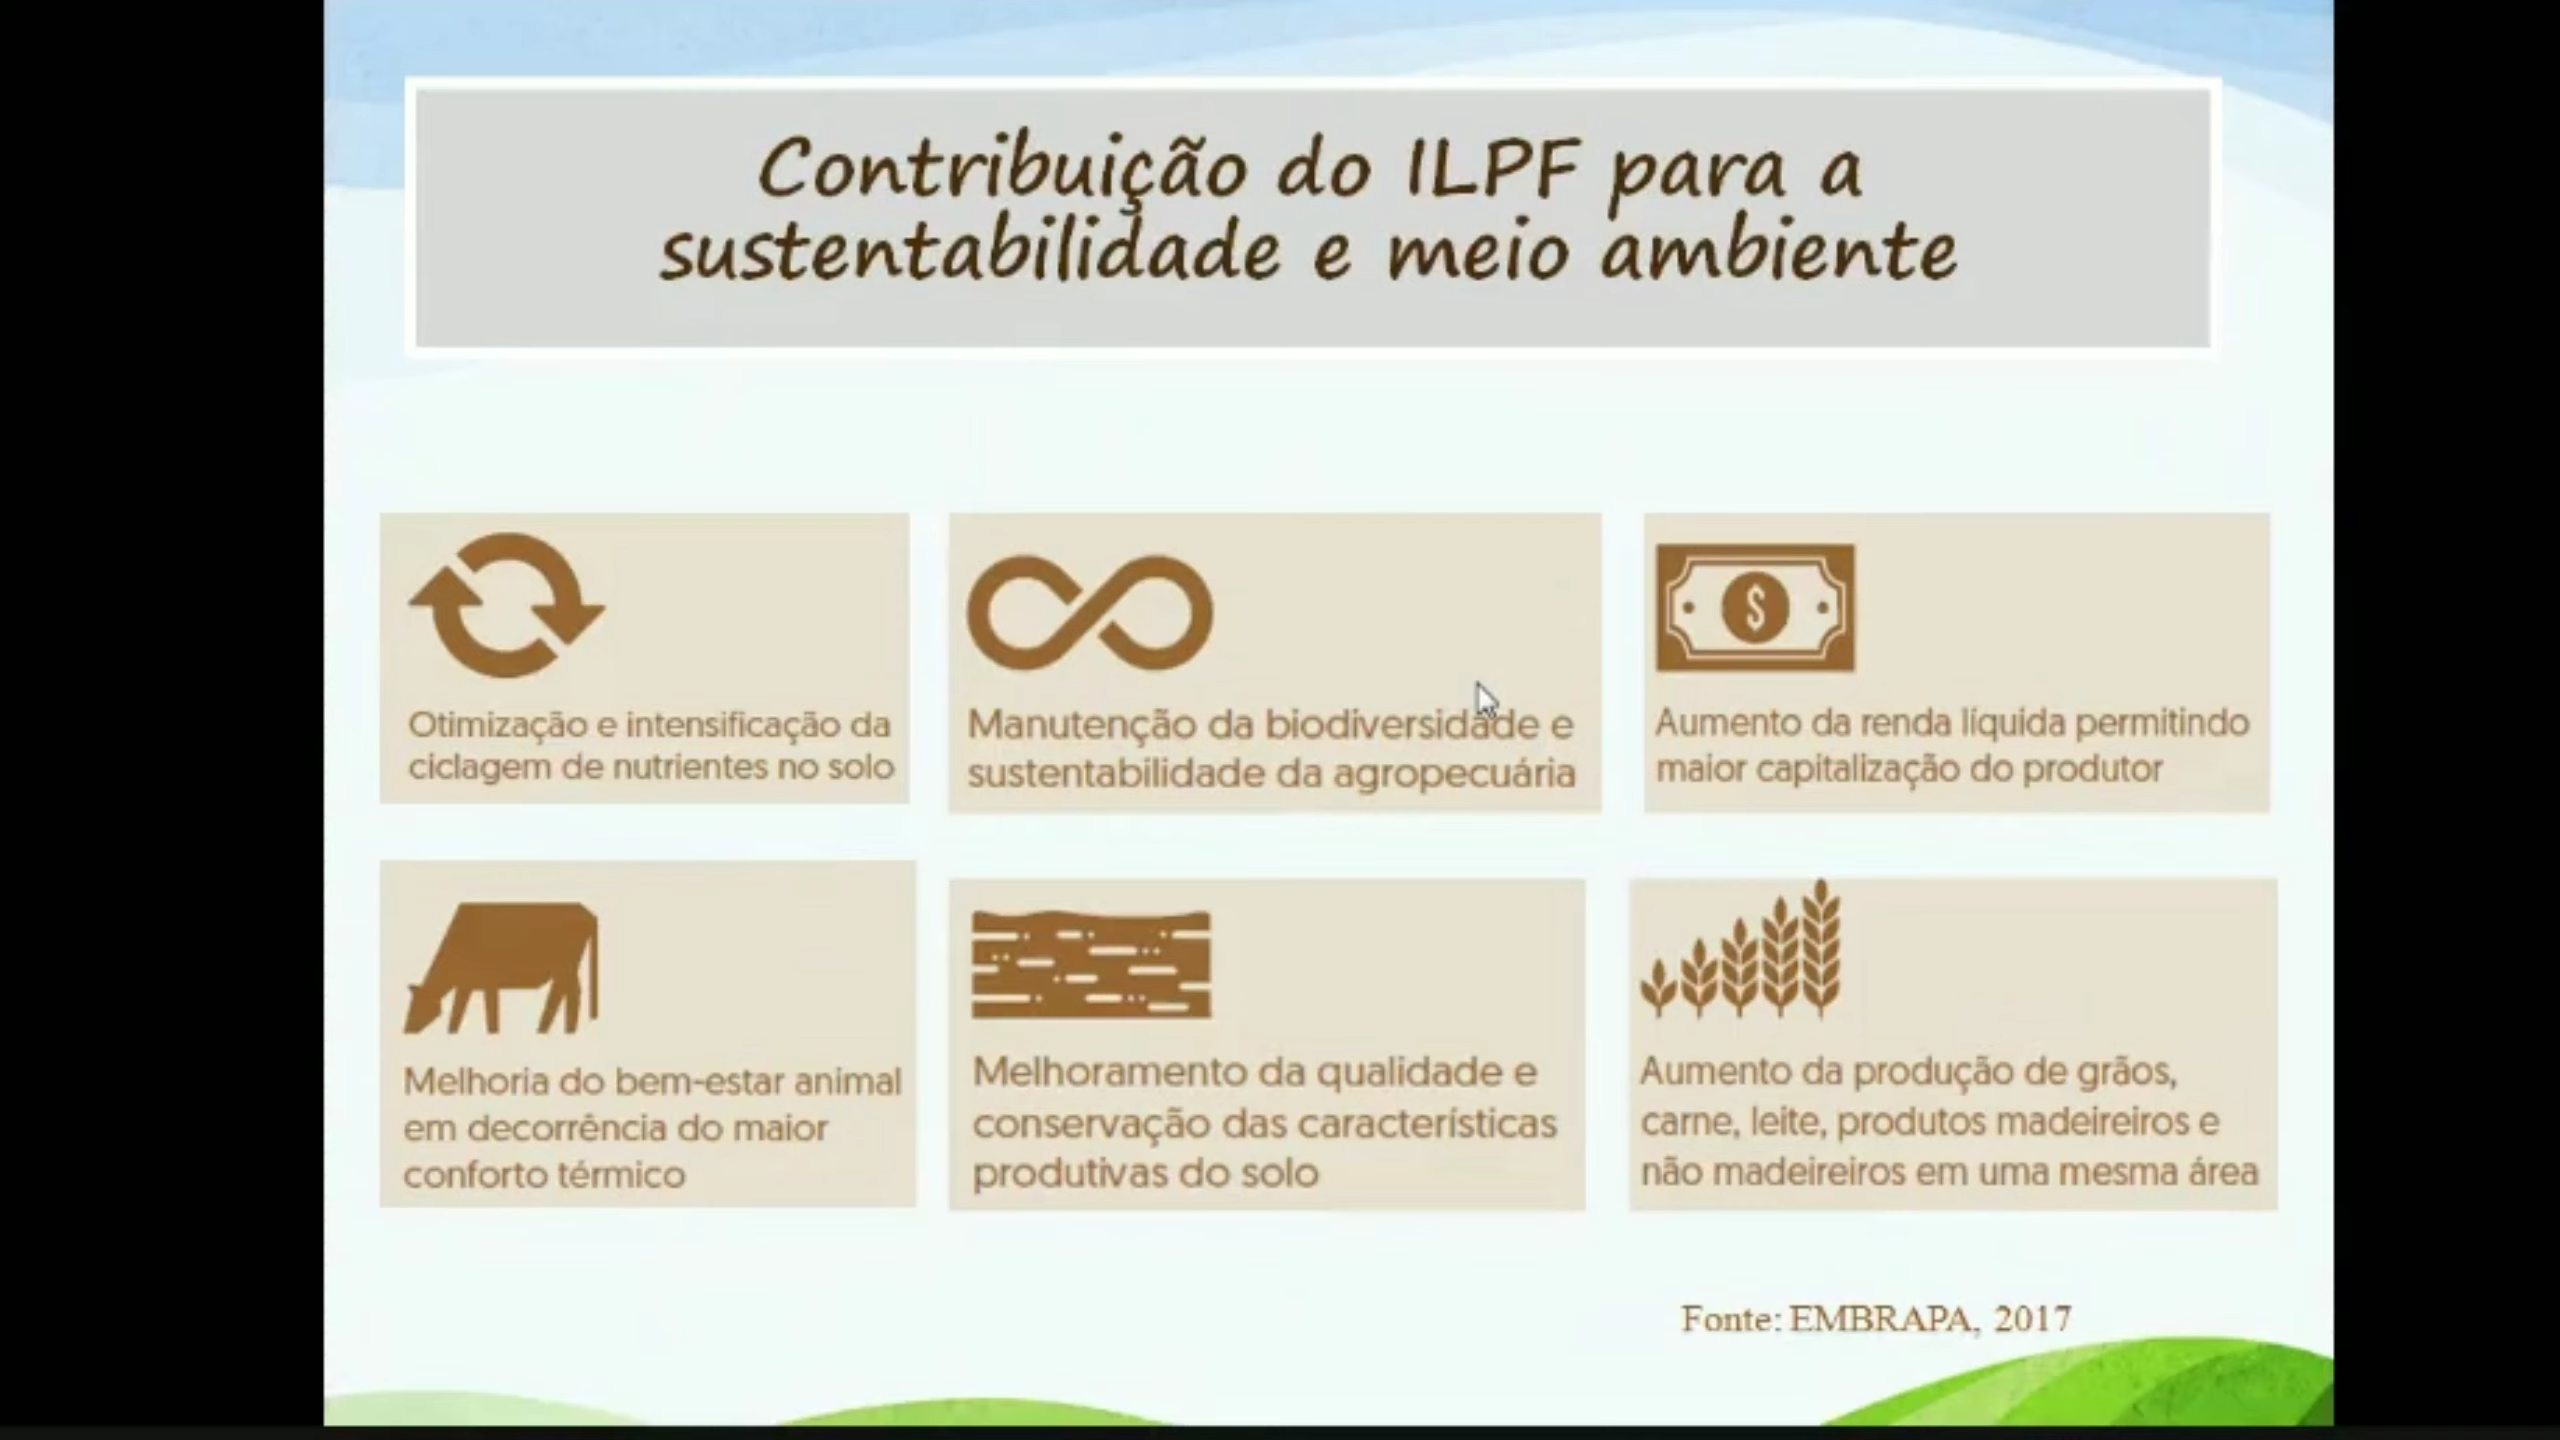 Contribuição do ILPF para a
sustentabilidade e meio ambiente
Otimização e intensificação da
ciclagem de nutrientes no solo
Manutenção da biodiversidade e
sustentabilidade da agropecuária
$
Aumento da renda líquida permitindo
maior capitalização do produtor
Melhoria do bem-estar animal
em decorrência do maior
conforto térmico
Melhoramento da qualidade e
conservação das características
produtivas do solo
Aumento da produção de grãos,
carne, leite, produtos madeireiros e
não madeireiros em uma mesma área
Fonte: EMBRAPA, 2017